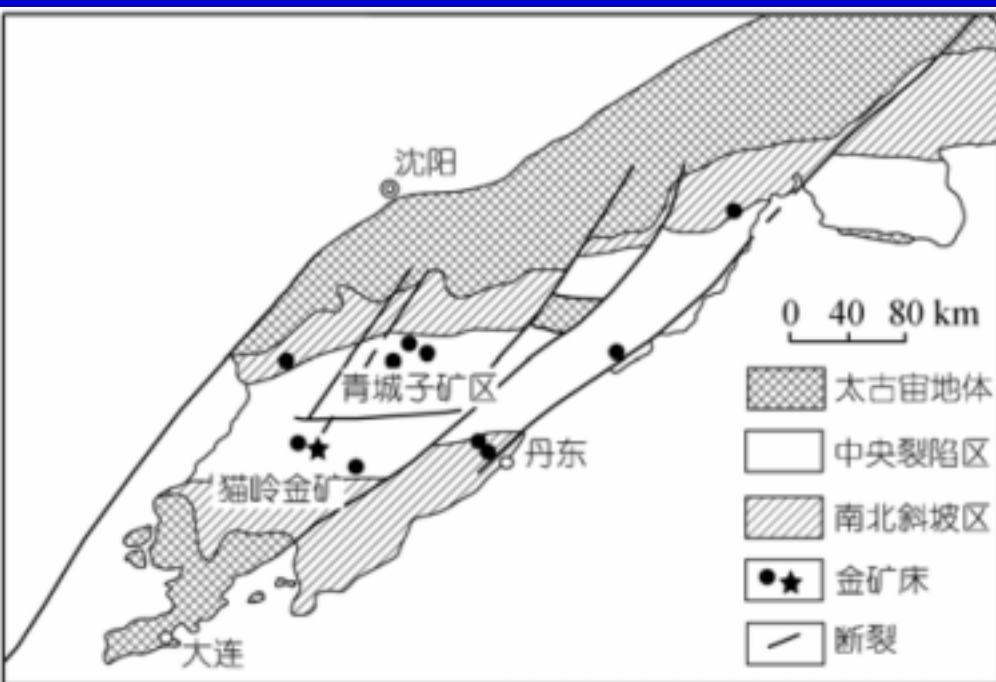 沈阳
0 40 80 km
青城子矿区
太古宙地体
丹东
中央裂陷区
猫岭金矿
南北斜坡区
金矿床
断裂
大连